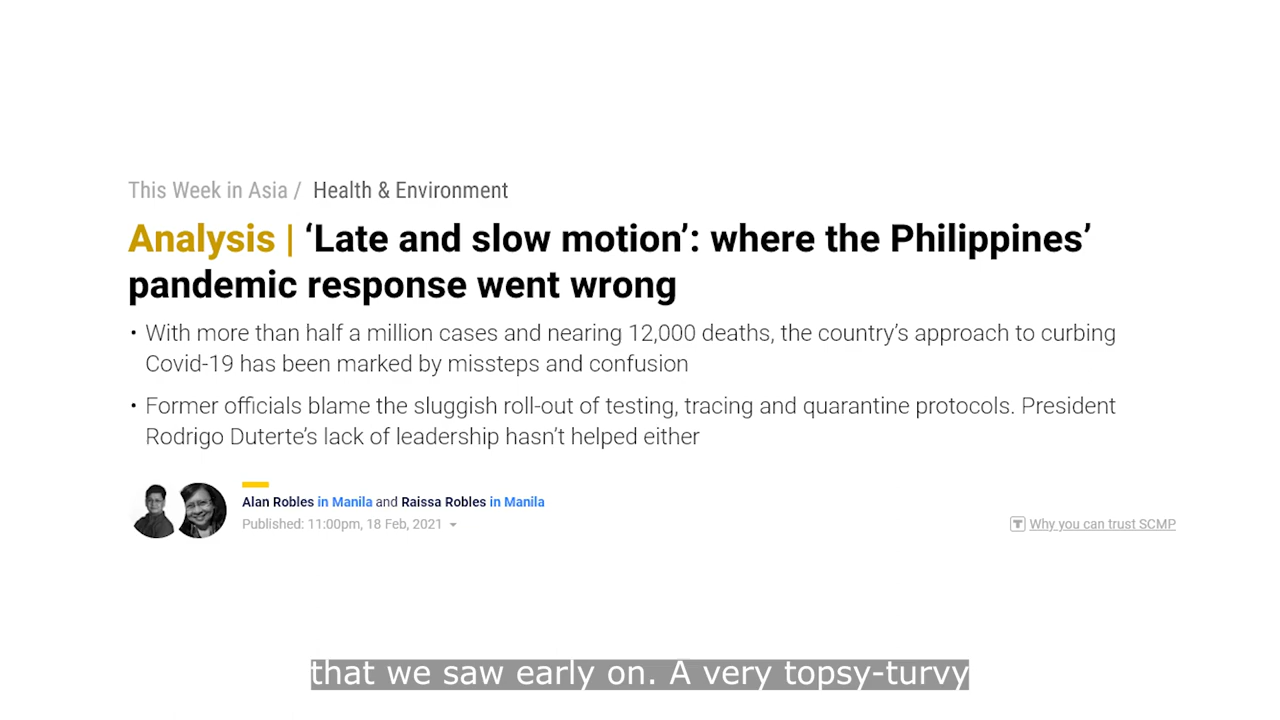 This Week in Asia / Health & Environment
Analysis | ‘Late and slow motion’: where the Philippines’
pandemic response went wrong
• With more than half a million cases and nearing 12,000 deaths, the country’s approach to curbing
Covid-19 has been marked by missteps and confusion
• Former officials blame the sluggish roll-out of testing, tracing and quarantine protocols. President
Rodrigo Duterte’s lack of leadership hasn’t helped either
Alan Robles in Manila and Raissa Robles in Manila
Published: 11:00pm, 18 Feb, 2021
Why you can trust SCMP
that we saw early on. A very topsy-turvy